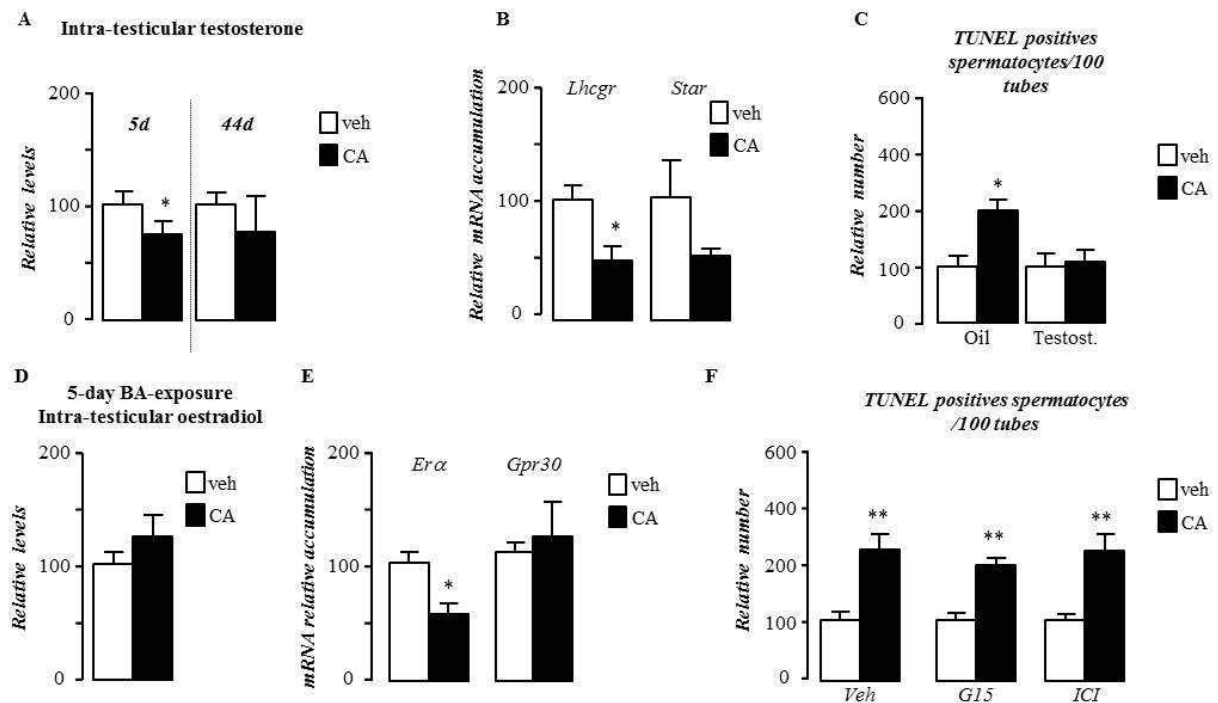 A
Intra-testicular testosterone
200
100
0
Relative levels
5d
44d
*
veh
CA
B
200
100
0
Relative mRNA accumulation
Lhcgr
Star
*
veh
CA
C
TUNEL positives
spermatocytes/100
tubes
600
400
200
100
0
Relative number
*
veh
CA
Oil
Testost.
D
5-day BA-exposure
Intra-testicular oestradiol
200
100
0
Relative levels
veh
CA
E
200
100
0
mRNA relative accumulation
Erα
Gpr30
*
veh
CA
F
TUNEL positives spermatocytes
/100 tubes
600
400
200
100
0
Relative number
**
**
**
veh
CA
Veh
G15
ICI